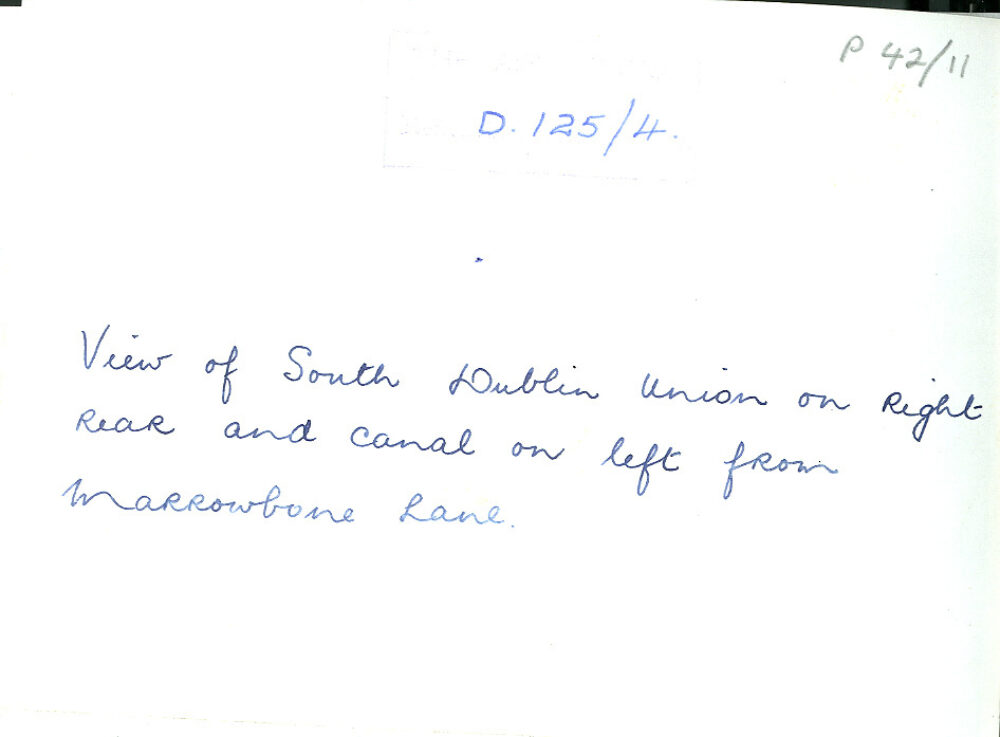 P 42/11
D. 125/4.
View of South Dublin Union on Right
Rear and canal on left from
Marrowbone Lane.